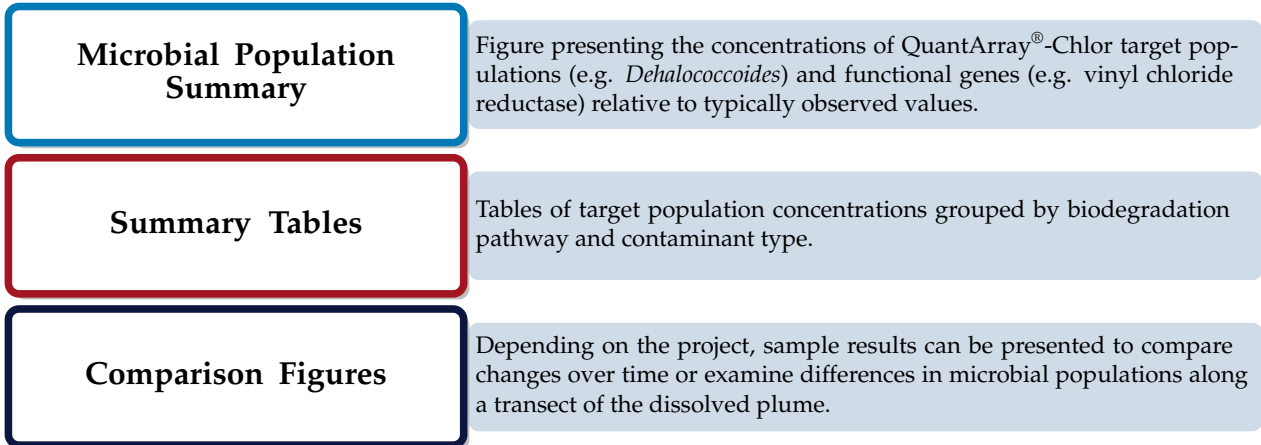 Microbial Population
Summary
Figure presenting the concentrations of QuantArray®-Chlor target pop-
ulations (e.g. Dehalococcoides) and functional genes (e.g. vinyl chloride
reductase) relative to typically observed values.
Summary Tables
Tables of target population concentrations grouped by biodegradation
pathway and contaminant type.
Comparison Figures
Depending on the project, sample results can be presented to compare
changes over time or examine differences in microbial populations along
a transect of the dissolved plume.